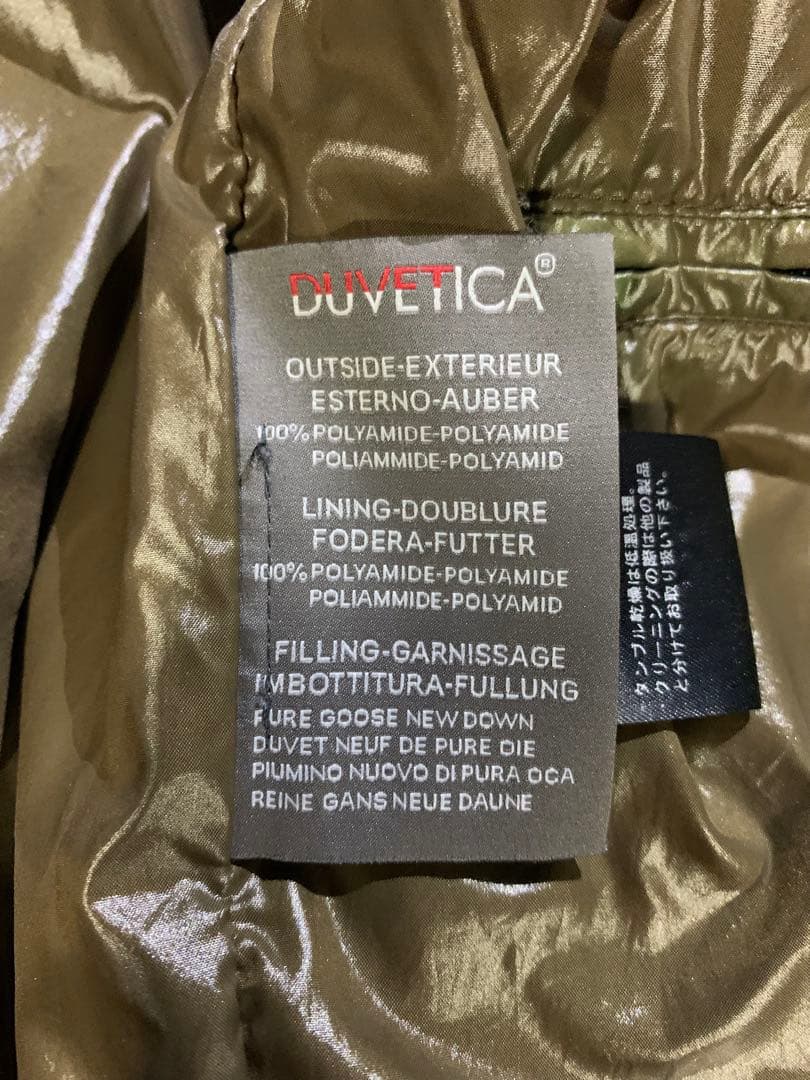 DUVETICA®
OUTSIDE-EXTERIEUR
ESTERNO-AUBER
100% POLYAMIDE-POLYAMIDE
POLIAMMIDE-POLYAMID
LINING-DOUBLURE
FODERA-FUTTER
100% POLYAMIDE-POLYAMIDE
POLIAMMIDE-POLYAMID
FILLING-GARNISSAGE
IMBOTTITURA-FULLUNG
PURE GOOSE NEW DOWN
DUVET NEUF DE PURE OIE
PIUMINO NUOVO DI PURA OCA
REINE GANS NEUE DAUNE
タンブル乾燥は低温処理。
クリーニングの際は他の製品
と分けてお取り扱い下さい。